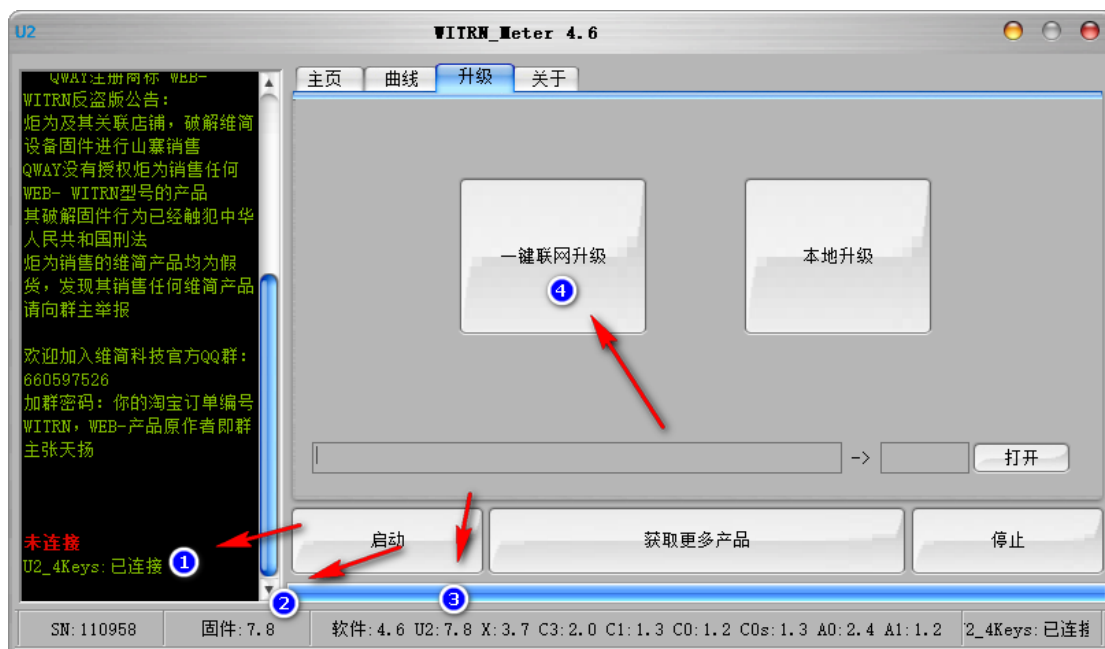 U2
WITRN_Meter 4.6
QWAY注册商标 WEB-
WITRN反盗版公告:
炬为及其关联店铺，破解维简
设备固件进行山寨销售
QWAY没有授权炬为销售任何
WEB- WITRN型号的产品
其破解固件行为已经触犯中华
人民共和国刑法
炬为销售的维简产品均为假
货，发现其销售任何维简产品
请向群主举报
欢迎加入维简科技官方QQ群:
660597526
加群密码: 你的淘宝订单编号
WITRN，WEB-产品原作者即群
主张天扬
未连接
U2_4Keys:已连接
1
主页
曲线
升级
关于
一键联网升级
4
本地升级
->
打开
启动
获取更多产品
停止
2
3
SN:110958
固件:7.8
软件:4.6 U2:7.8 X:3.7 C3:2.0 C1:1.3 C0:1.2 C0s:1.3 A0:2.4 A1:1.2
2_4Keys:已连接